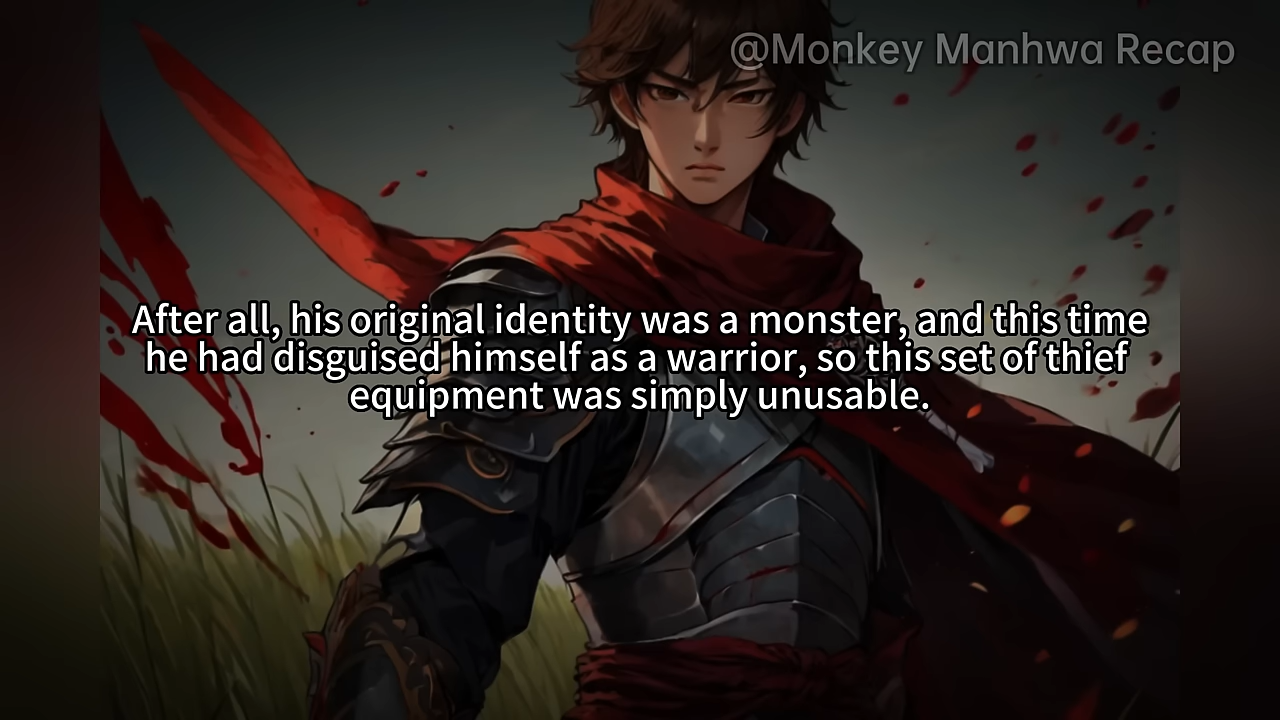 @Monkey Manhwa Recap
After all, his original identity was a monster, and this time
he had disguised himself as a warrior, so this set of thief
equipment was simply unusable.